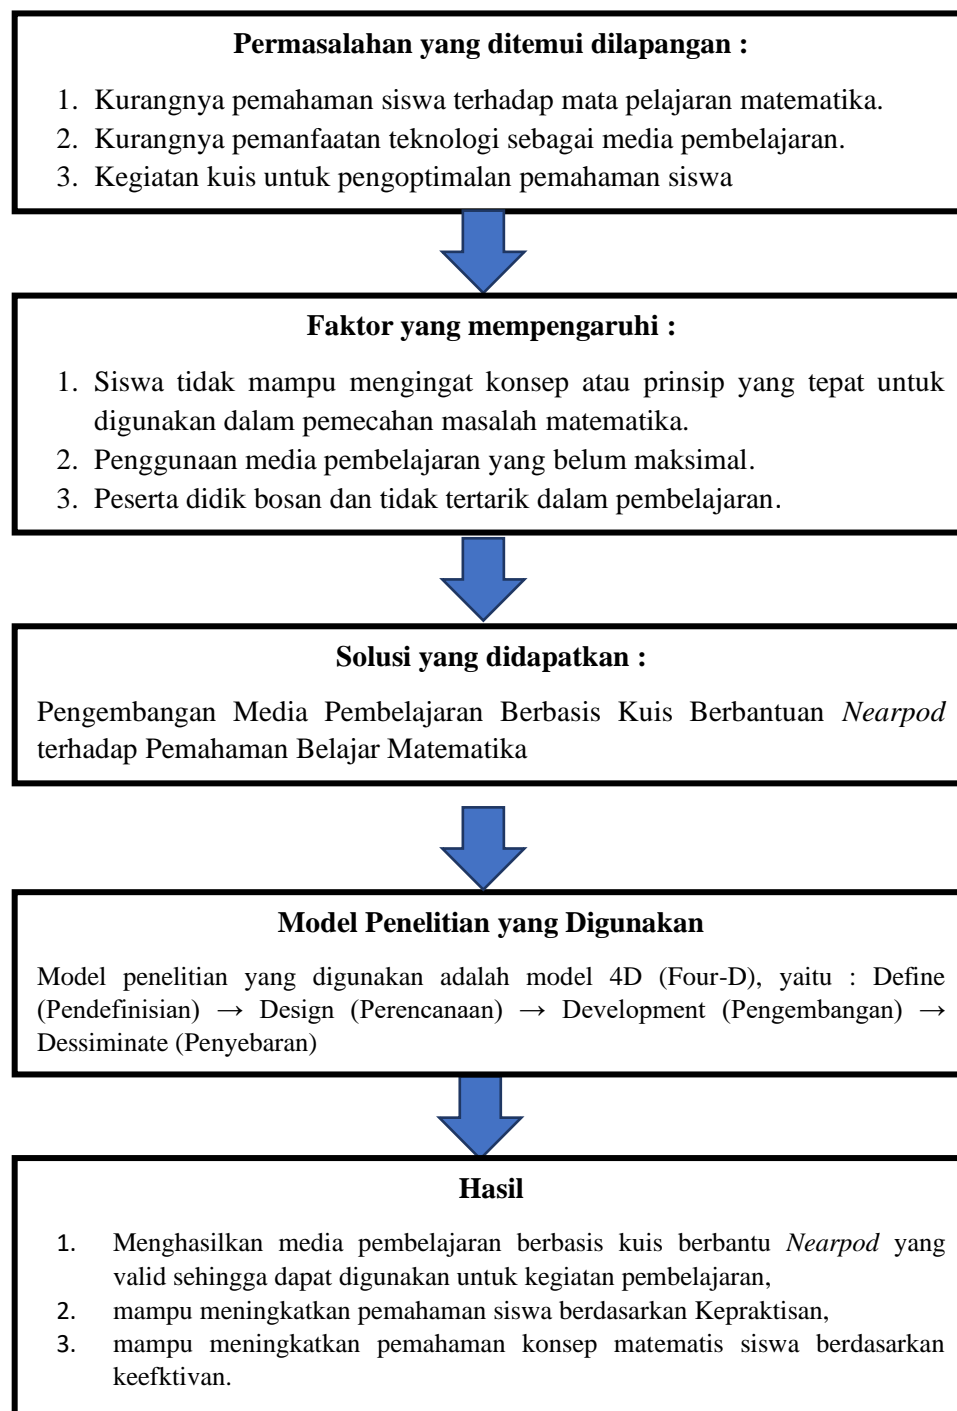 Permasalahan yang ditemui dilapangan :
1. Kurangnya pemahaman siswa terhadap mata pelajaran matematika.
2. Kurangnya pemanfaatan teknologi sebagai media pembelajaran.
3. Kegiatan kuis untuk pengoptimalan pemahaman siswa
Faktor yang mempengaruhi :
1. Siswa tidak mampu mengingat konsep atau prinsip yang tepat untuk
digunakan dalam pemecahan masalah matematika.
2. Penggunaan media pembelajaran yang belum maksimal.
3. Peserta didik bosan dan tidak tertarik dalam pembelajaran.
Solusi yang didapatkan :
Pengembangan Media Pembelajaran Berbasis Kuis Berbantuan Nearpod
terhadap Pemahaman Belajar Matematika
Model Penelitian yang Digunakan
Model penelitian yang digunakan adalah model 4D (Four-D), yaitu : Define
(Pendefinisian) → Design (Perencanaan) → Development (Pengembangan) →
Dessiminate (Penyebaran)
Hasil
1. Menghasilkan media pembelajaran berbasis kuis berbantu Nearpod yang
valid sehingga dapat digunakan untuk kegiatan pembelajaran,
2. mampu meningkatkan pemahaman siswa berdasarkan Kepraktisan,
3. mampu meningkatkan pemahaman konsep matematis siswa berdasarkan
keefktivan.